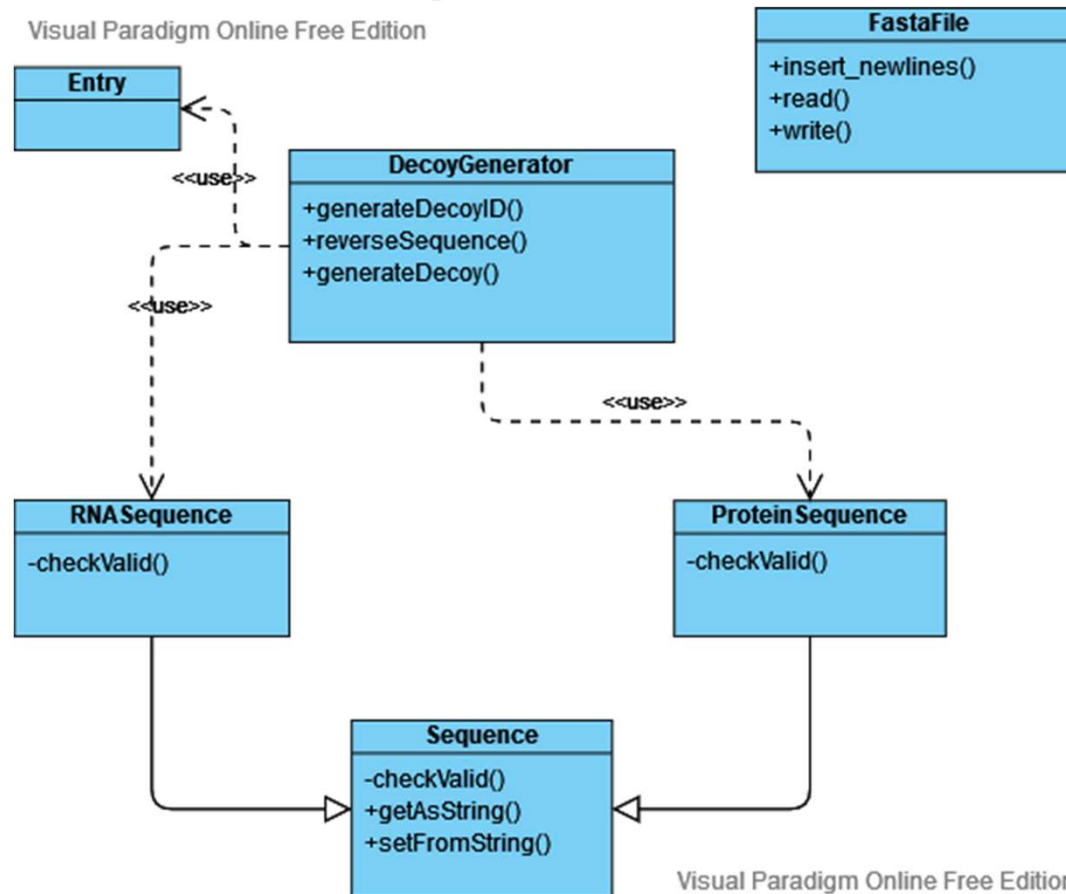 Visual Paradigm Online Free Edition
FastaFile
+insert_newlines()
+read()
+write()
Entry
<<use>>
DecoyGenerator
+generateDecoyID()
+reverseSequence()
+generateDecoy()
<<use>>
<<use>>
RNASequence
-checkValid()
ProteinSequence
-checkValid()
Sequence
-checkValid()
+getAsString()
+setFromString()
Visual Paradigm Online Free Edition